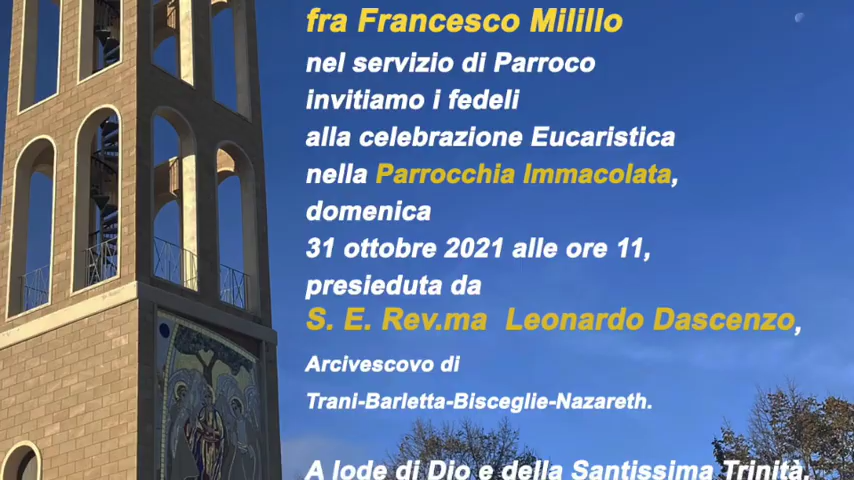 fra Francesco Milillo
nel servizio di Parroco
invitiamo i fedeli
alla celebrazione Eucaristica
nella Parrocchia Immacolata,
domenica
31 ottobre 2021 alle ore 11,
presieduta da
S. E. Rev.ma Leonardo Dascenzo,
Arcivescovo di
Trani-Barletta-Bisceglie-Nazareth.
A lode di Dio e della Santissima Trinità.